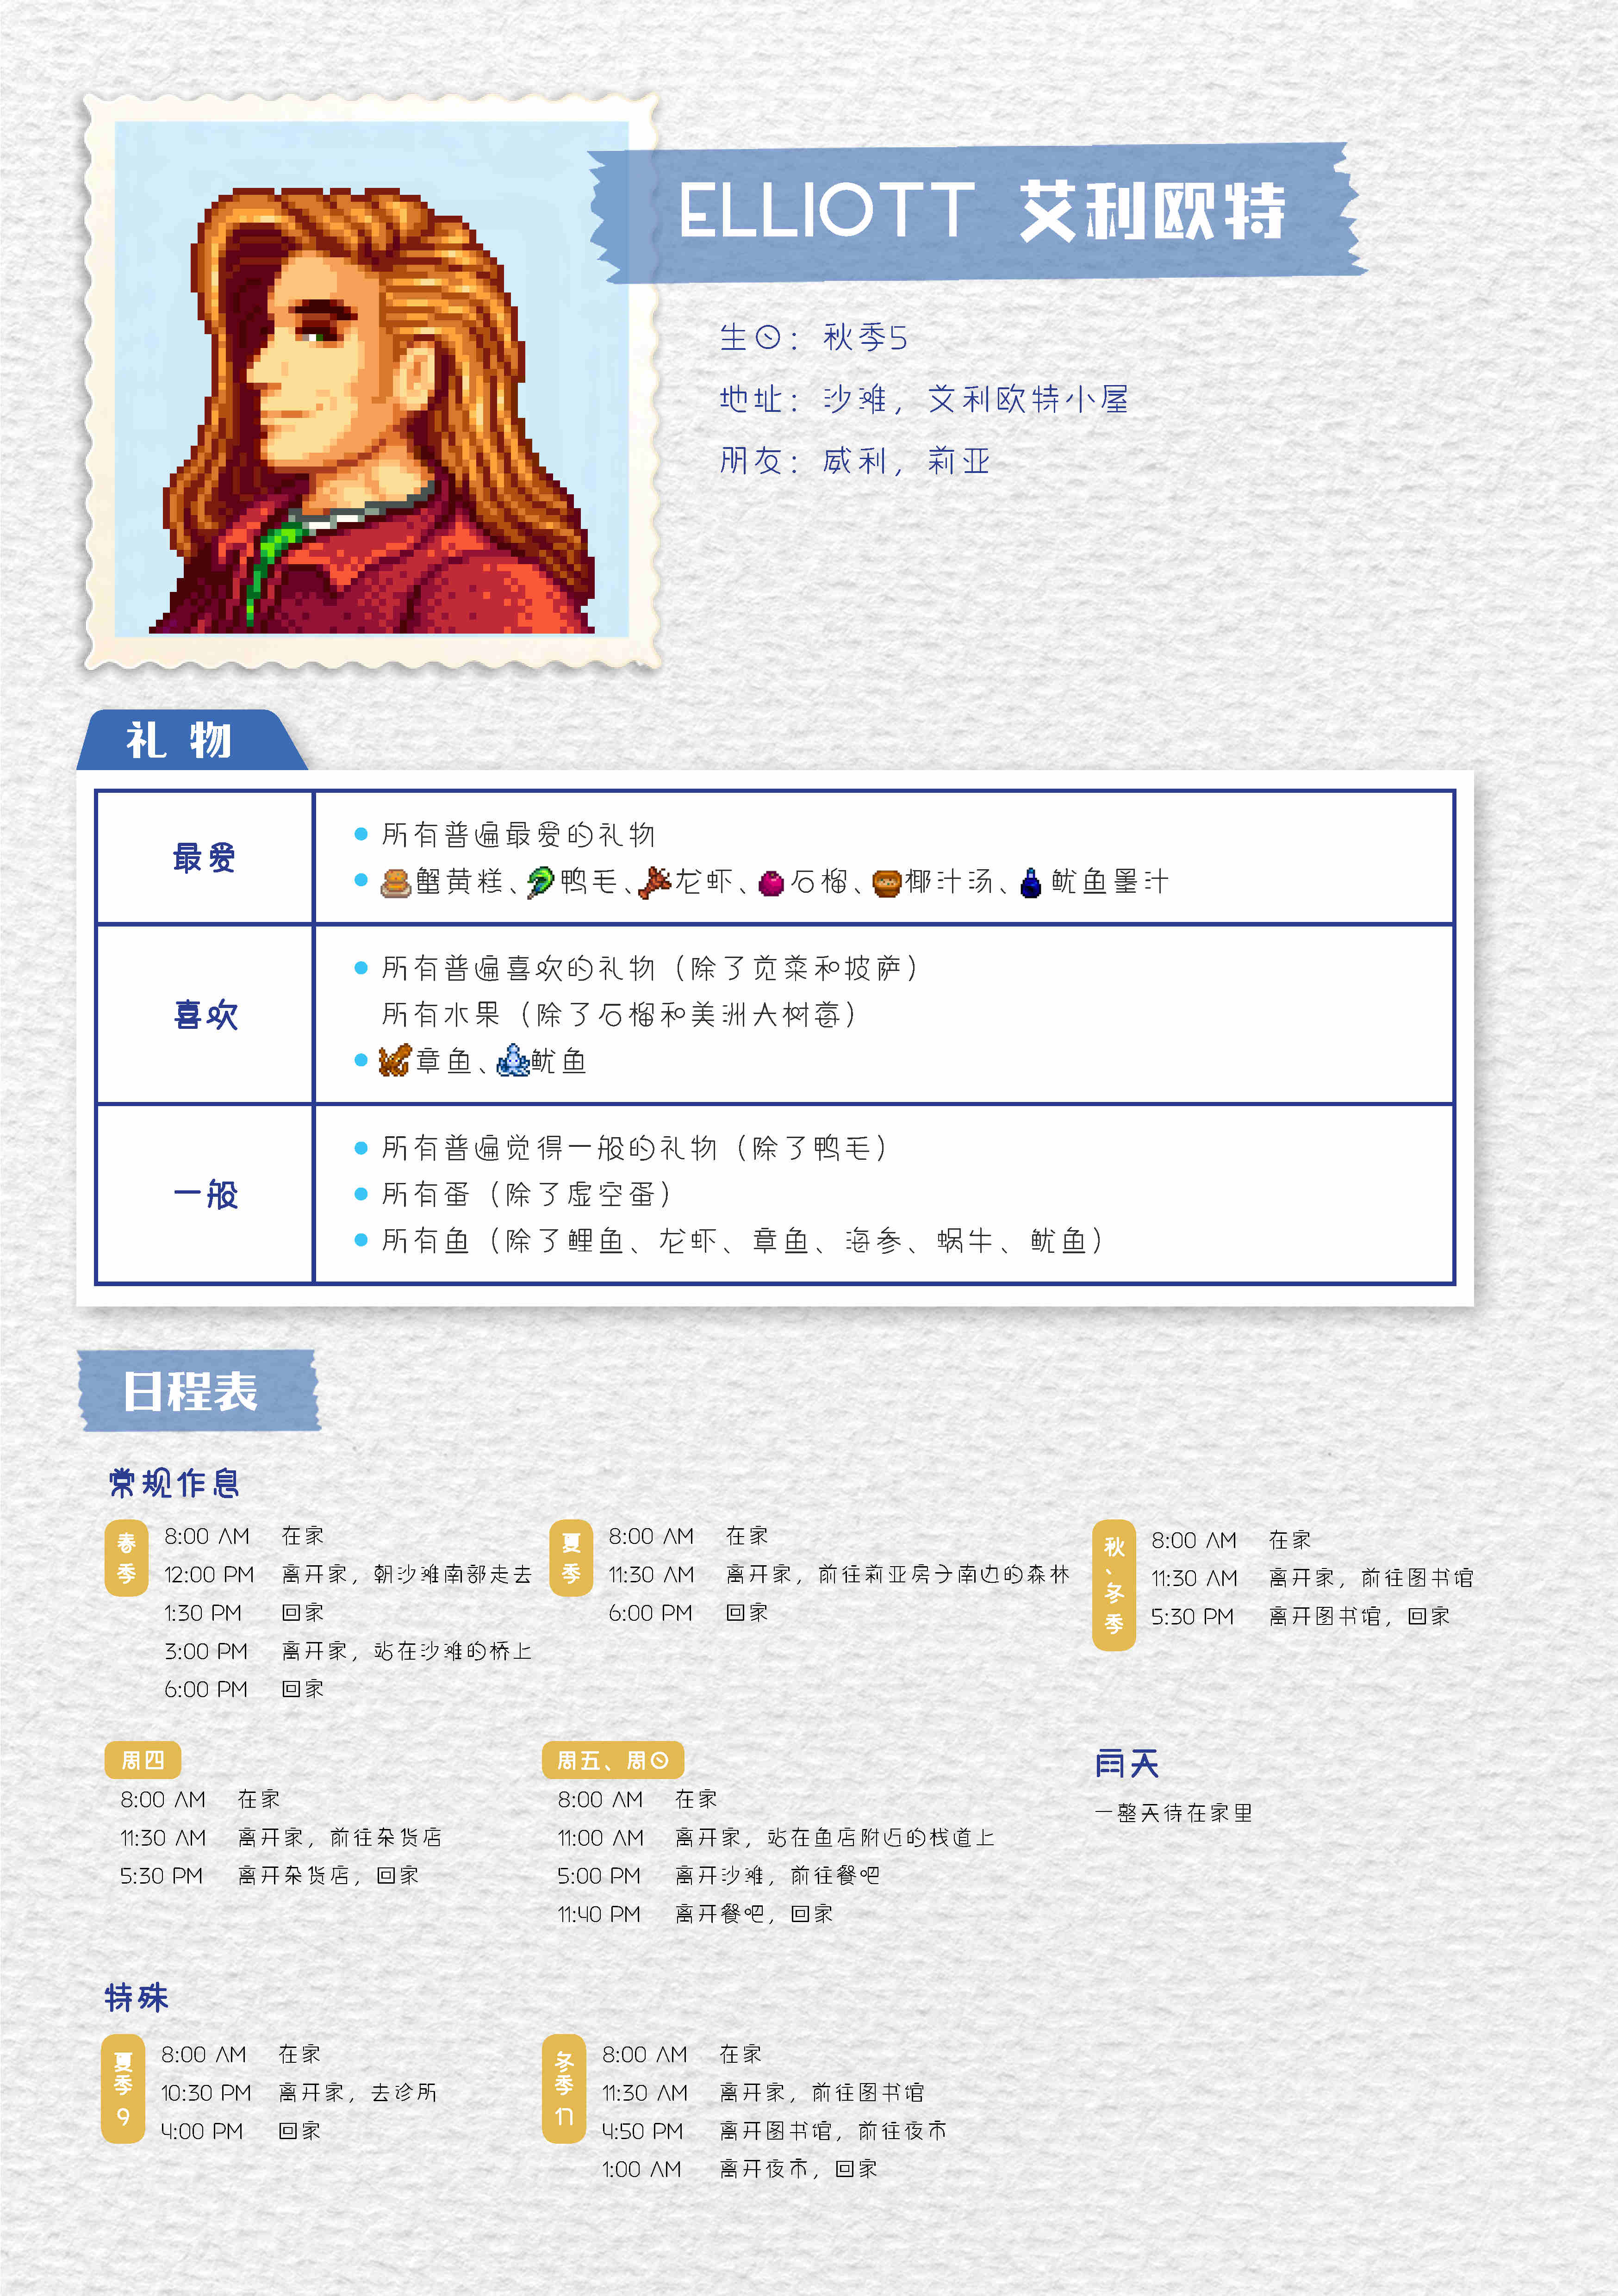 ELLIOTT 艾利欧特
生日：秋季5
地址：沙滩，艾利欧特小屋
朋友：威利，莉亚
礼 物
最爱
所有普遍最爱的礼物
蟹黄糕、鸭毛、龙虾、石榴、椰汁汤、鱿鱼墨汁
喜欢
所有普遍喜欢的礼物（除了苋菜和披萨）
所有水果（除了石榴和美洲大树莓）
章鱼、鱿鱼
一般
所有普遍觉得一般的礼物（除了鸭毛）
所有蛋（除了虚空蛋）
所有鱼（除了鲤鱼、龙虾、章鱼、海参、蜗牛、鱿鱼）
日程表
常规作息
春季
8:00 AM 在家
12:00 PM 离开家，朝沙滩南部走去
1:30 PM 回家
3:00 PM 离开家，站在沙滩的桥上
6:00 PM 回家
夏季
8:00 AM 在家
11:30 AM 离开家，前往莉亚房子南边的森林
6:00 PM 回家
秋、冬季
8:00 AM 在家
11:30 AM 离开家，前往图书馆
5:30 PM 离开图书馆，回家
周四
8:00 AM 在家
11:30 AM 离开家，前往杂货店
5:30 PM 离开杂货店，回家
周五、周日
8:00 AM 在家
11:00 AM 离开家，站在鱼店附近的栈道上
5:00 PM 离开沙滩，前往餐吧
11:40 PM 离开餐吧，回家
雨天
一整天待在家里
特殊
夏季9
8:00 AM 在家
10:30 PM 离开家，去诊所
4:00 PM 回家
冬季17
8:00 AM 在家
11:30 AM 离开家，前往图书馆
4:50 PM 离开图书馆，前往夜市
1:00 AM 离开夜市，回家